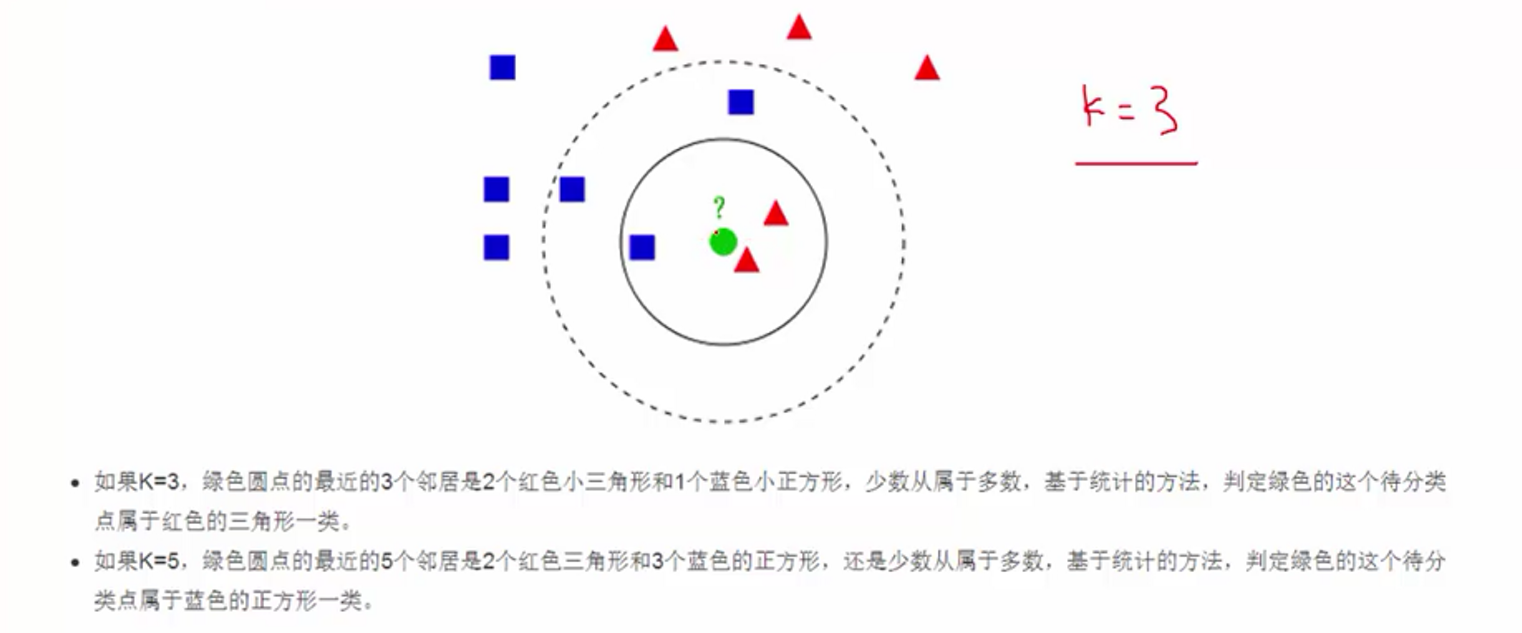 k = 3
?
如果K=3，绿色圆点的最近的3个邻居是2个红色小三角形和1个蓝色小正方形，少数从属于多数，基于统计的方法，判定绿色的这个待分类
点属于红色的三角形一类。
如果K=5，绿色圆点的最近的5个邻居是2个红色三角形和3个蓝色的正方形，还是少数从属于多数，基于统计的方法，判定绿色的这个待分
类点属于蓝色的正方形一类。